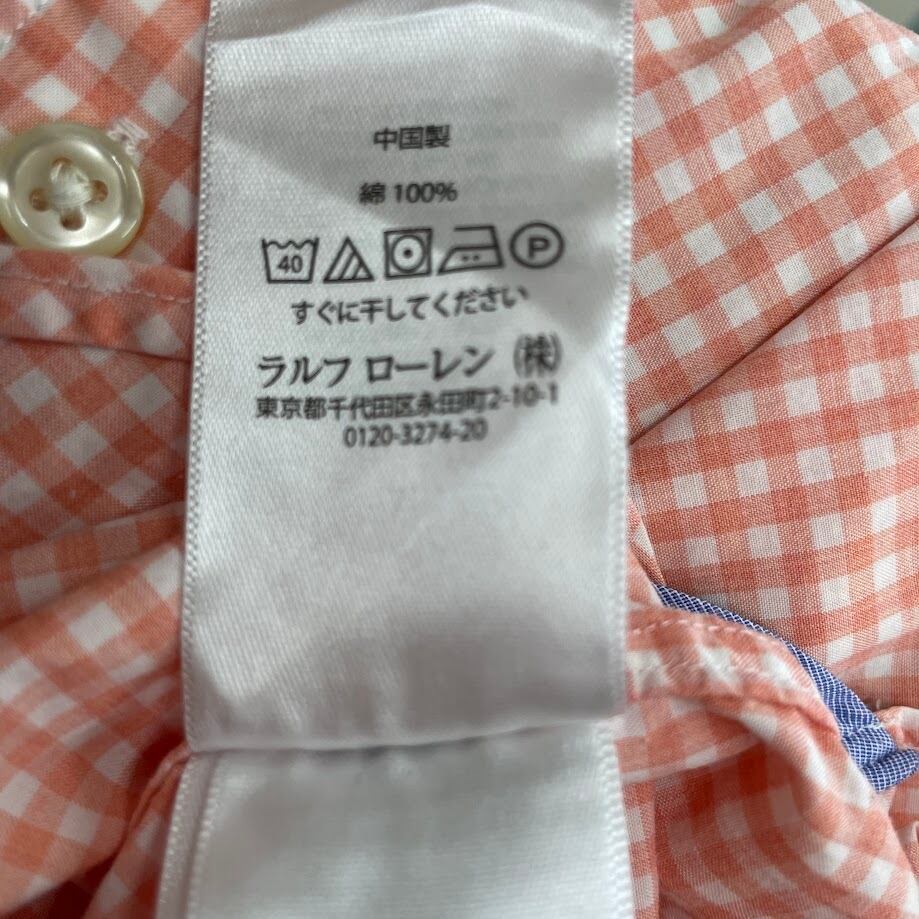 中国製
綿 100%
40 P
すぐに干してください
ラルフ ローレン ㈱
東京都千代田区永田町2-10-1
0120-3274-20